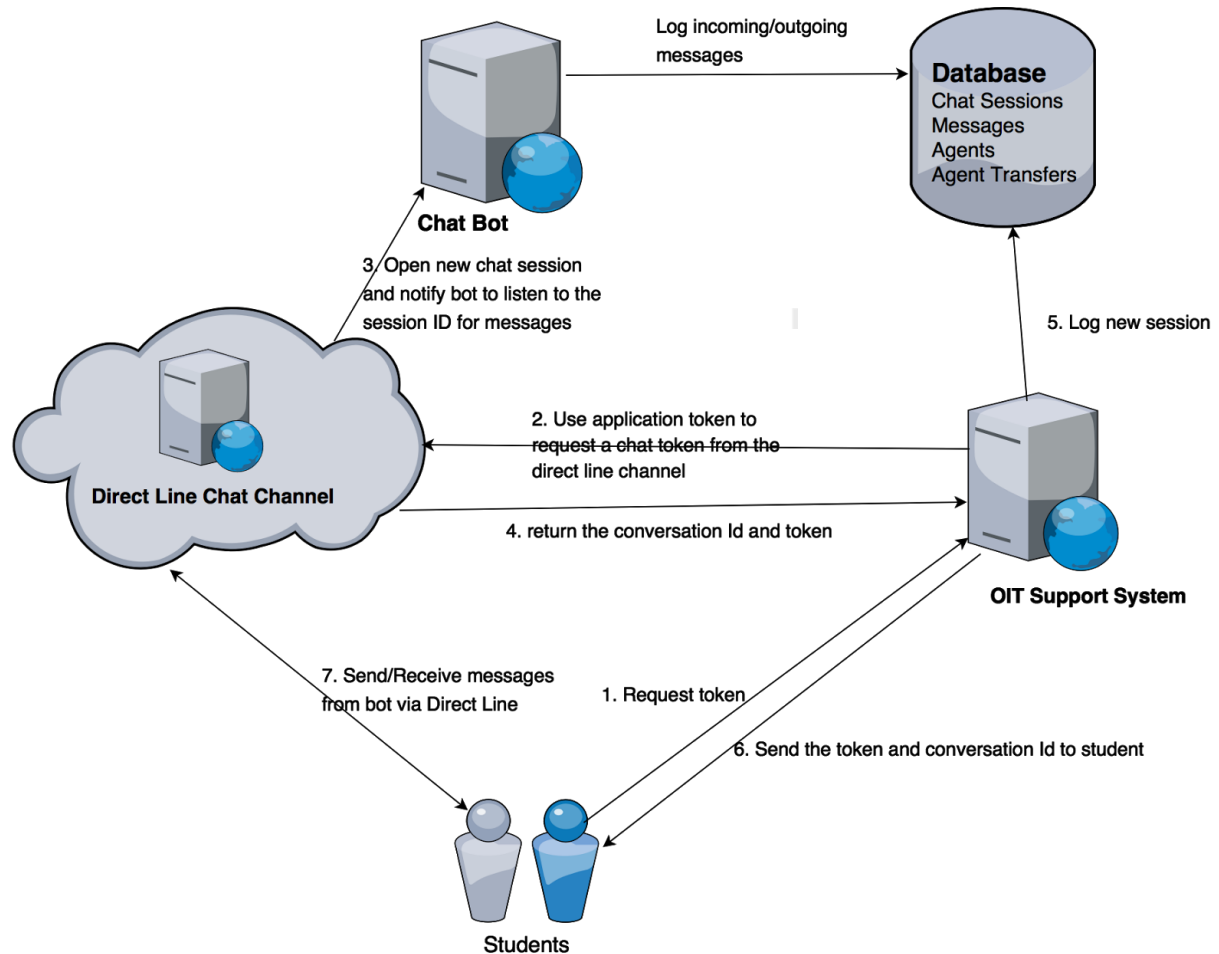 Log incoming/outgoing
messages
Database
Chat Sessions
Messages
Agents
Agent Transfers
Chat Bot
3. Open new chat session
and notify bot to listen to the
session ID for messages
5. Log new session
2. Use application token to
request a chat token from the
direct line channel
Direct Line Chat Channel
4. return the conversation Id and token
OIT Support System
7. Send/Receive messages
from bot via Direct Line
1. Request token
6. Send the token and conversation Id to student
Students